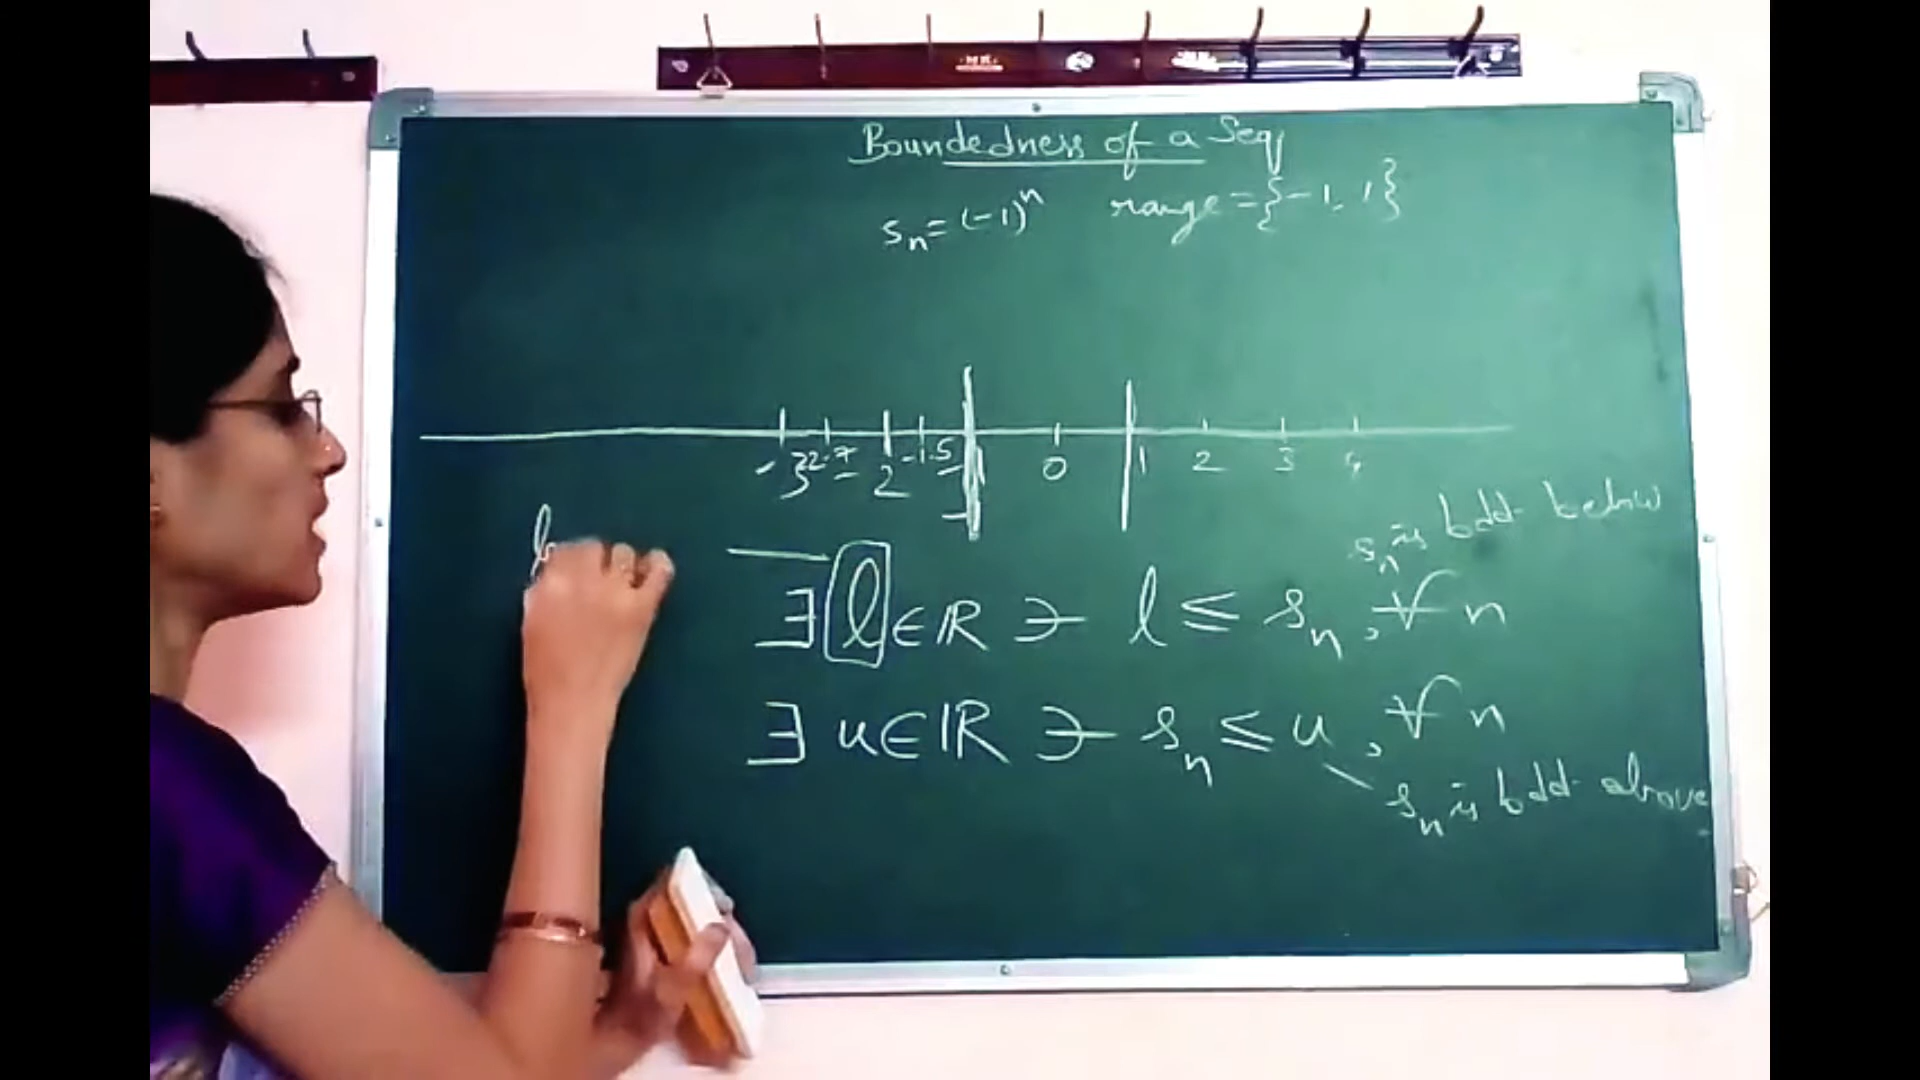 Boundedness of a Seq
sₙ = (-1)ⁿ range = {-1, 1}
-3 -2.7 -2 -1.5 -1 0 1 2 3 4
sₙ is bdd below
∃ l ∈ ℝ ∋ l ≤ sₙ, ∀ n
∃ u ∈ ℝ ∋ sₙ ≤ u, ∀ n
sₙ is bdd above